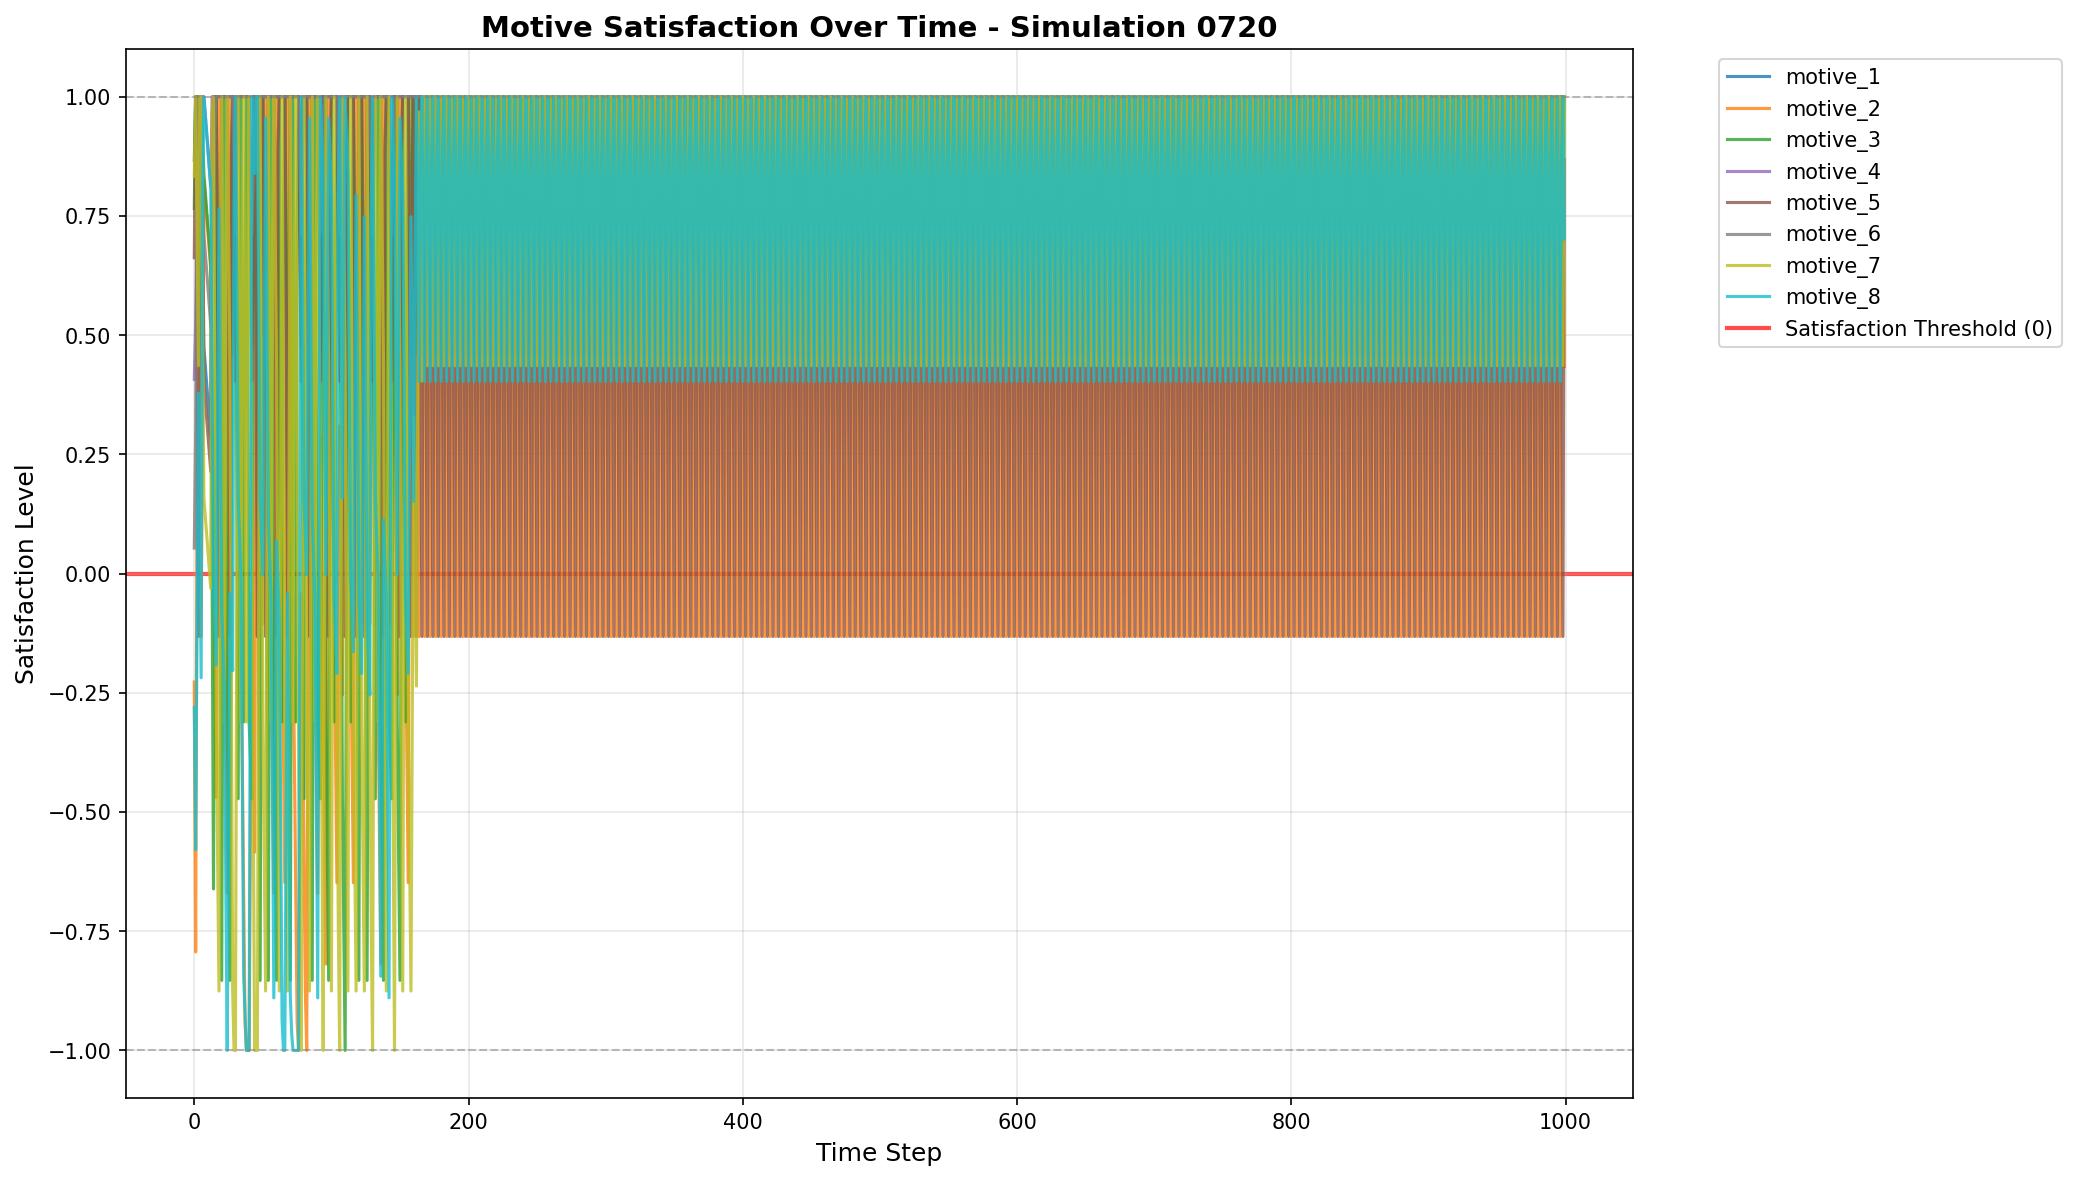 Motive Satisfaction Over Time - Simulation 0720
1.00
0.75
0.50
0.25
0.00
−0.25
−0.50
−0.75
−1.00
Satisfaction Level
0
200
400
600
800
1000
Time Step
motive_1
motive_2
motive_3
motive_4
motive_5
motive_6
motive_7
motive_8
Satisfaction Threshold (0)